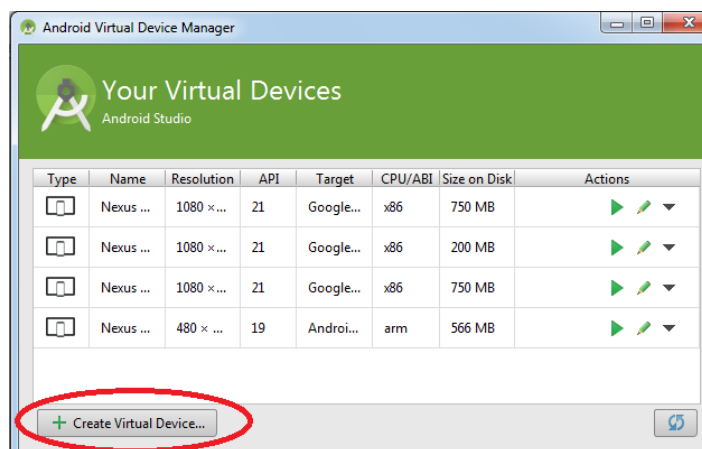 Android Virtual Device Manager
Your Virtual Devices
Android Studio
Type Name Resolution API Target CPU/ABI Size on Disk Actions
Nexus ... 1080 ×... 21 Google... x86 750 MB
Nexus ... 1080 ×... 21 Google... x86 200 MB
Nexus ... 1080 ×... 21 Google... x86 750 MB
Nexus ... 480 × ... 19 Androi... arm 566 MB
Create Virtual Device...